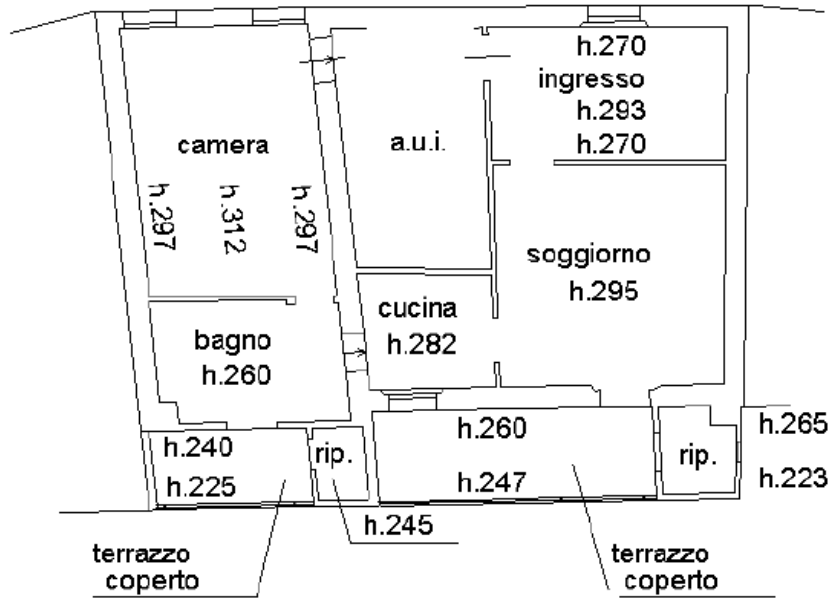 h.270
ingresso
h.293
h.270
camera
a.u.i.
h.297
h.312
h.297
soggiorno
h.295
cucina
h.282
bagno
h.260
h.240
h.225
rip.
h.245
h.260
h.247
rip.
h.265
h.223
terrazzo
coperto
terrazzo
coperto